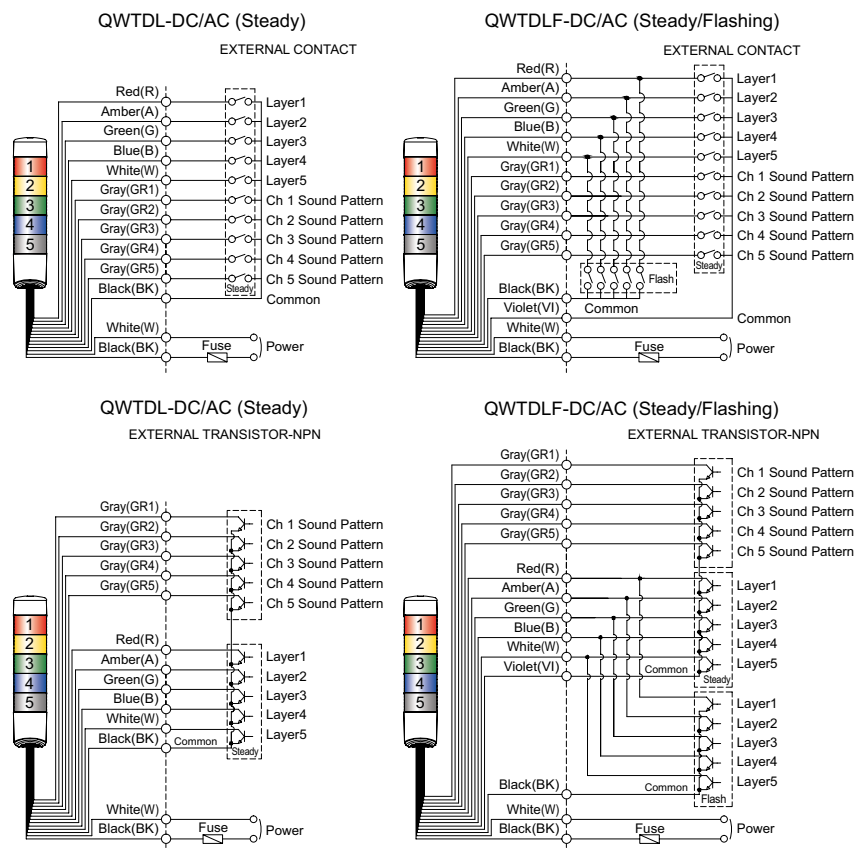 QWTDL-DC/AC (Steady)
EXTERNAL CONTACT
Red(R)
Amber(A)
Green(G)
Blue(B)
White(W)
Gray(GR1)
Gray(GR2)
Gray(GR3)
Gray(GR4)
Gray(GR5)
Black(BK)
White(W)
Black(BK)
Layer1
Layer2
Layer3
Layer4
Layer5
Ch 1 Sound Pattern
Ch 2 Sound Pattern
Ch 3 Sound Pattern
Ch 4 Sound Pattern
Ch 5 Sound Pattern
Steady
Common
Fuse
Power
1
2
3
4
5
QWTDLF-DC/AC (Steady/Flashing)
EXTERNAL CONTACT
Red(R)
Amber(A)
Green(G)
Blue(B)
White(W)
Gray(GR1)
Gray(GR2)
Gray(GR3)
Gray(GR4)
Gray(GR5)
Black(BK)
Violet(VI)
White(W)
Black(BK)
Layer1
Layer2
Layer3
Layer4
Layer5
Ch 1 Sound Pattern
Ch 2 Sound Pattern
Ch 3 Sound Pattern
Ch 4 Sound Pattern
Ch 5 Sound Pattern
Steady
Flash
Common
Common
Fuse
Power
1
2
3
4
5
QWTDL-DC/AC (Steady)
EXTERNAL TRANSISTOR-NPN
Gray(GR1)
Gray(GR2)
Gray(GR3)
Gray(GR4)
Gray(GR5)
Ch 1 Sound Pattern
Ch 2 Sound Pattern
Ch 3 Sound Pattern
Ch 4 Sound Pattern
Ch 5 Sound Pattern
Red(R)
Amber(A)
Green(G)
Blue(B)
White(W)
Black(BK)
Common
Layer1
Layer2
Layer3
Layer4
Layer5
Steady
White(W)
Black(BK)
Fuse
Power
1
2
3
4
5
QWTDLF-DC/AC (Steady/Flashing)
EXTERNAL TRANSISTOR-NPN
Gray(GR1)
Gray(GR2)
Gray(GR3)
Gray(GR4)
Gray(GR5)
Ch 1 Sound Pattern
Ch 2 Sound Pattern
Ch 3 Sound Pattern
Ch 4 Sound Pattern
Ch 5 Sound Pattern
Red(R)
Amber(A)
Green(G)
Blue(B)
White(W)
Violet(VI)
Common
Layer1
Layer2
Layer3
Layer4
Layer5
Steady
Layer1
Layer2
Layer3
Layer4
Layer5
Black(BK)
Common
Flash
White(W)
Black(BK)
Fuse
Power
1
2
3
4
5